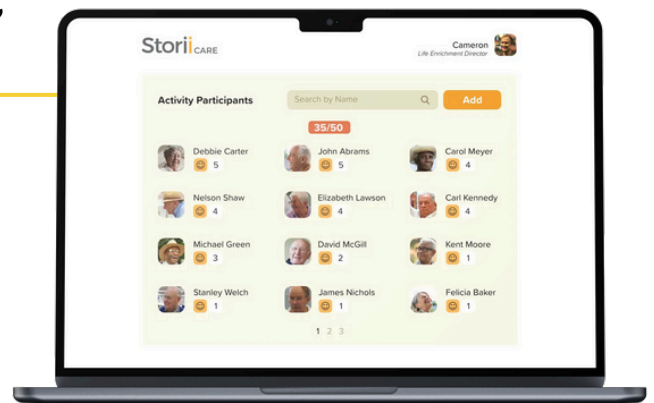 Storii CARE
Cameron
Life Enrichment Director
Activity Participants
Search by Name
Add
35/50
Debbie Carter
5
John Abrams
5
Carol Meyer
4
Nelson Shaw
4
Elizabeth Lawson
4
Carl Kennedy
4
Michael Green
3
David McGill
2
Kent Moore
1
Stanley Welch
1
James Nichols
1
Felicia Baker
1
1 2 3